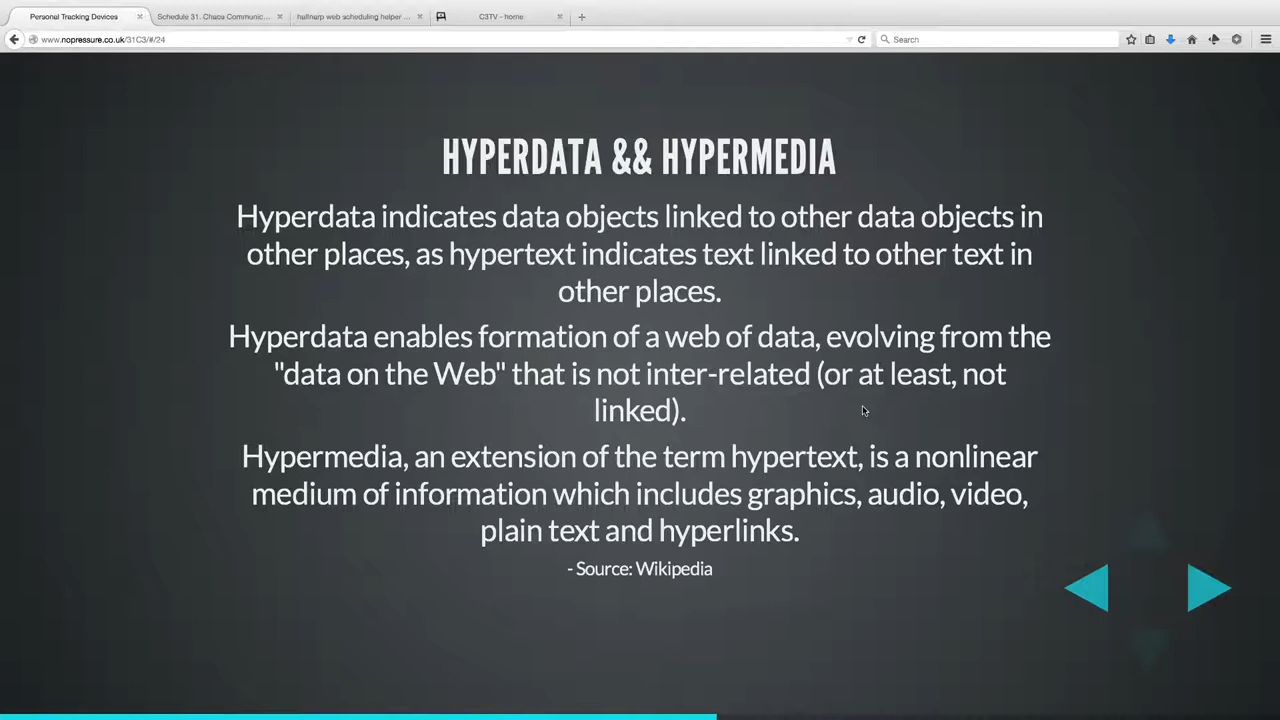 Personal Tracking Devices
Schedule 31. Chaos Communic...
halfnarp web scheduling helper ...
C3TV - home
www.nopressure.co.uk/31C3/#/24
Search
HYPERDATA && HYPERMEDIA
Hyperdata indicates data objects linked to other data objects in
other places, as hypertext indicates text linked to other text in
other places.
Hyperdata enables formation of a web of data, evolving from the
"data on the Web" that is not inter-related (or at least, not
linked).
Hypermedia, an extension of the term hypertext, is a nonlinear
medium of information which includes graphics, audio, video,
plain text and hyperlinks.
- Source: Wikipedia